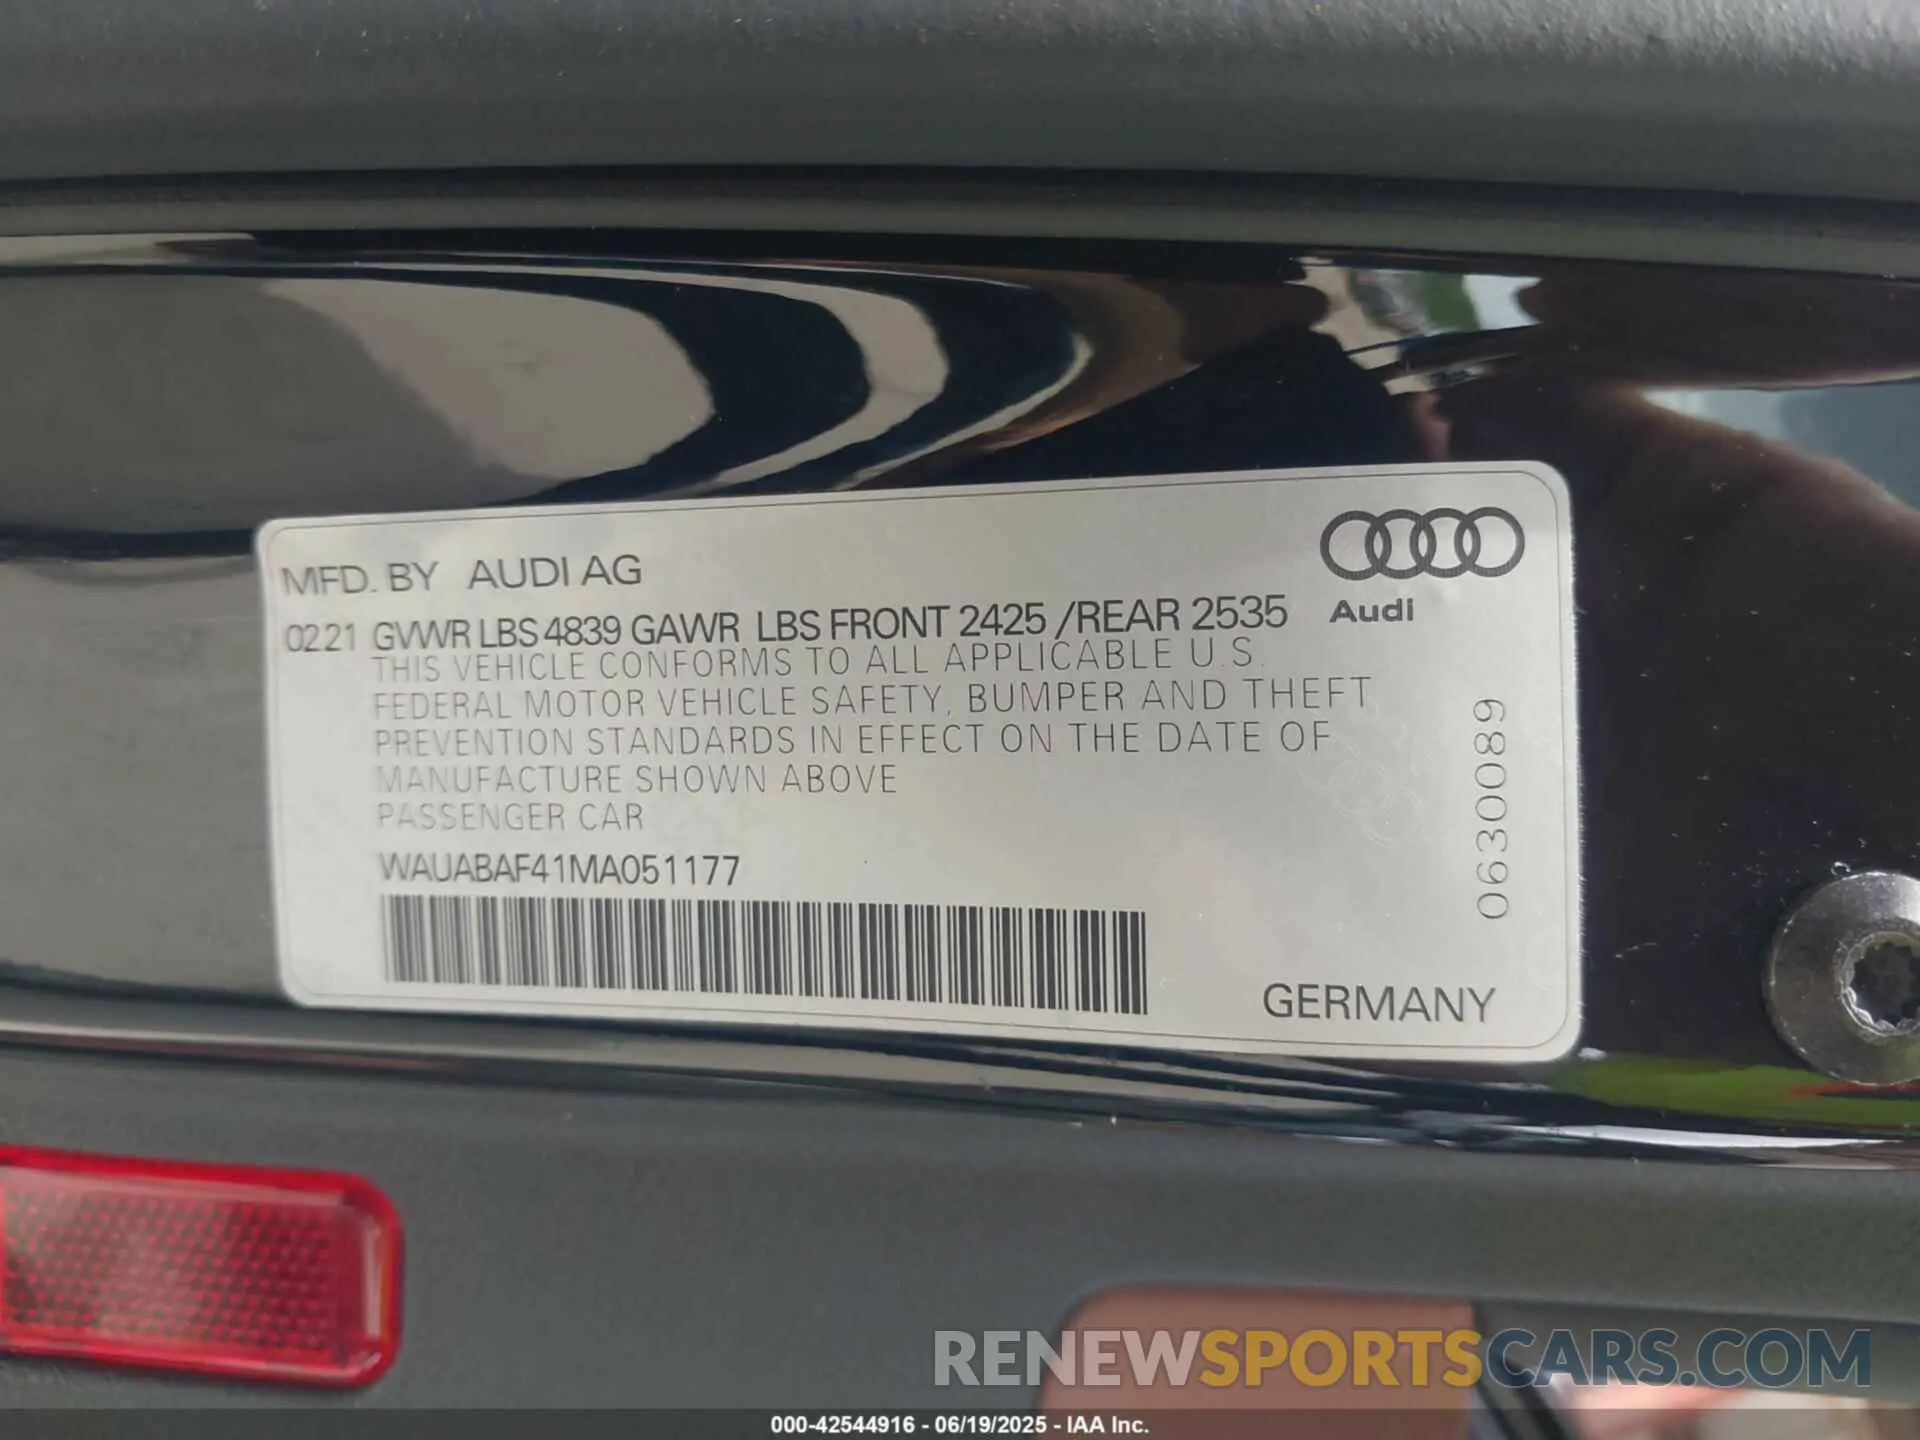 MFD. BY AUDI AG
02.21 GVWR LBS 4839 GAWR LBS FRONT 2425 /REAR 2535
Audi
THIS VEHICLE CONFORMS TO ALL APPLICABLE U.S.
FEDERAL MOTOR VEHICLE SAFETY, BUMPER AND THEFT
PREVENTION STANDARDS IN EFFECT ON THE DATE OF
MANUFACTURE SHOWN ABOVE
PASSENGER CAR
WAUABAF41MA051177
0630089
GERMANY
RENEWSPORTSCARS.COM
000-42544916 - 06/19/2025 - IAA Inc.